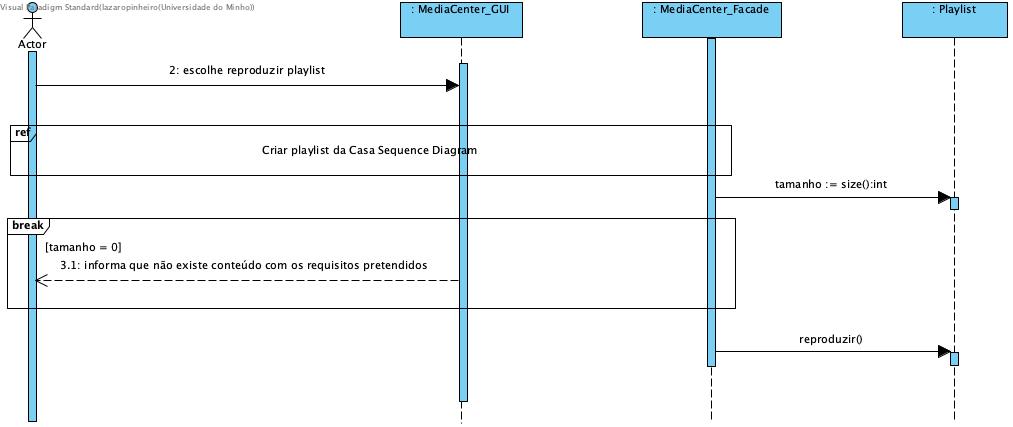 Visual Paradigm Standard(lazaropinheiro(Universidade do Minho))
: MediaCenter_GUI
: MediaCenter_Facade
: Playlist
Actor
2: escolhe reproduzir playlist
ref
Criar playlist da Casa Sequence Diagram
tamanho := size():int
break
[tamanho = 0]
3.1: informa que não existe conteúdo com os requisitos pretendidos
reproduzir()